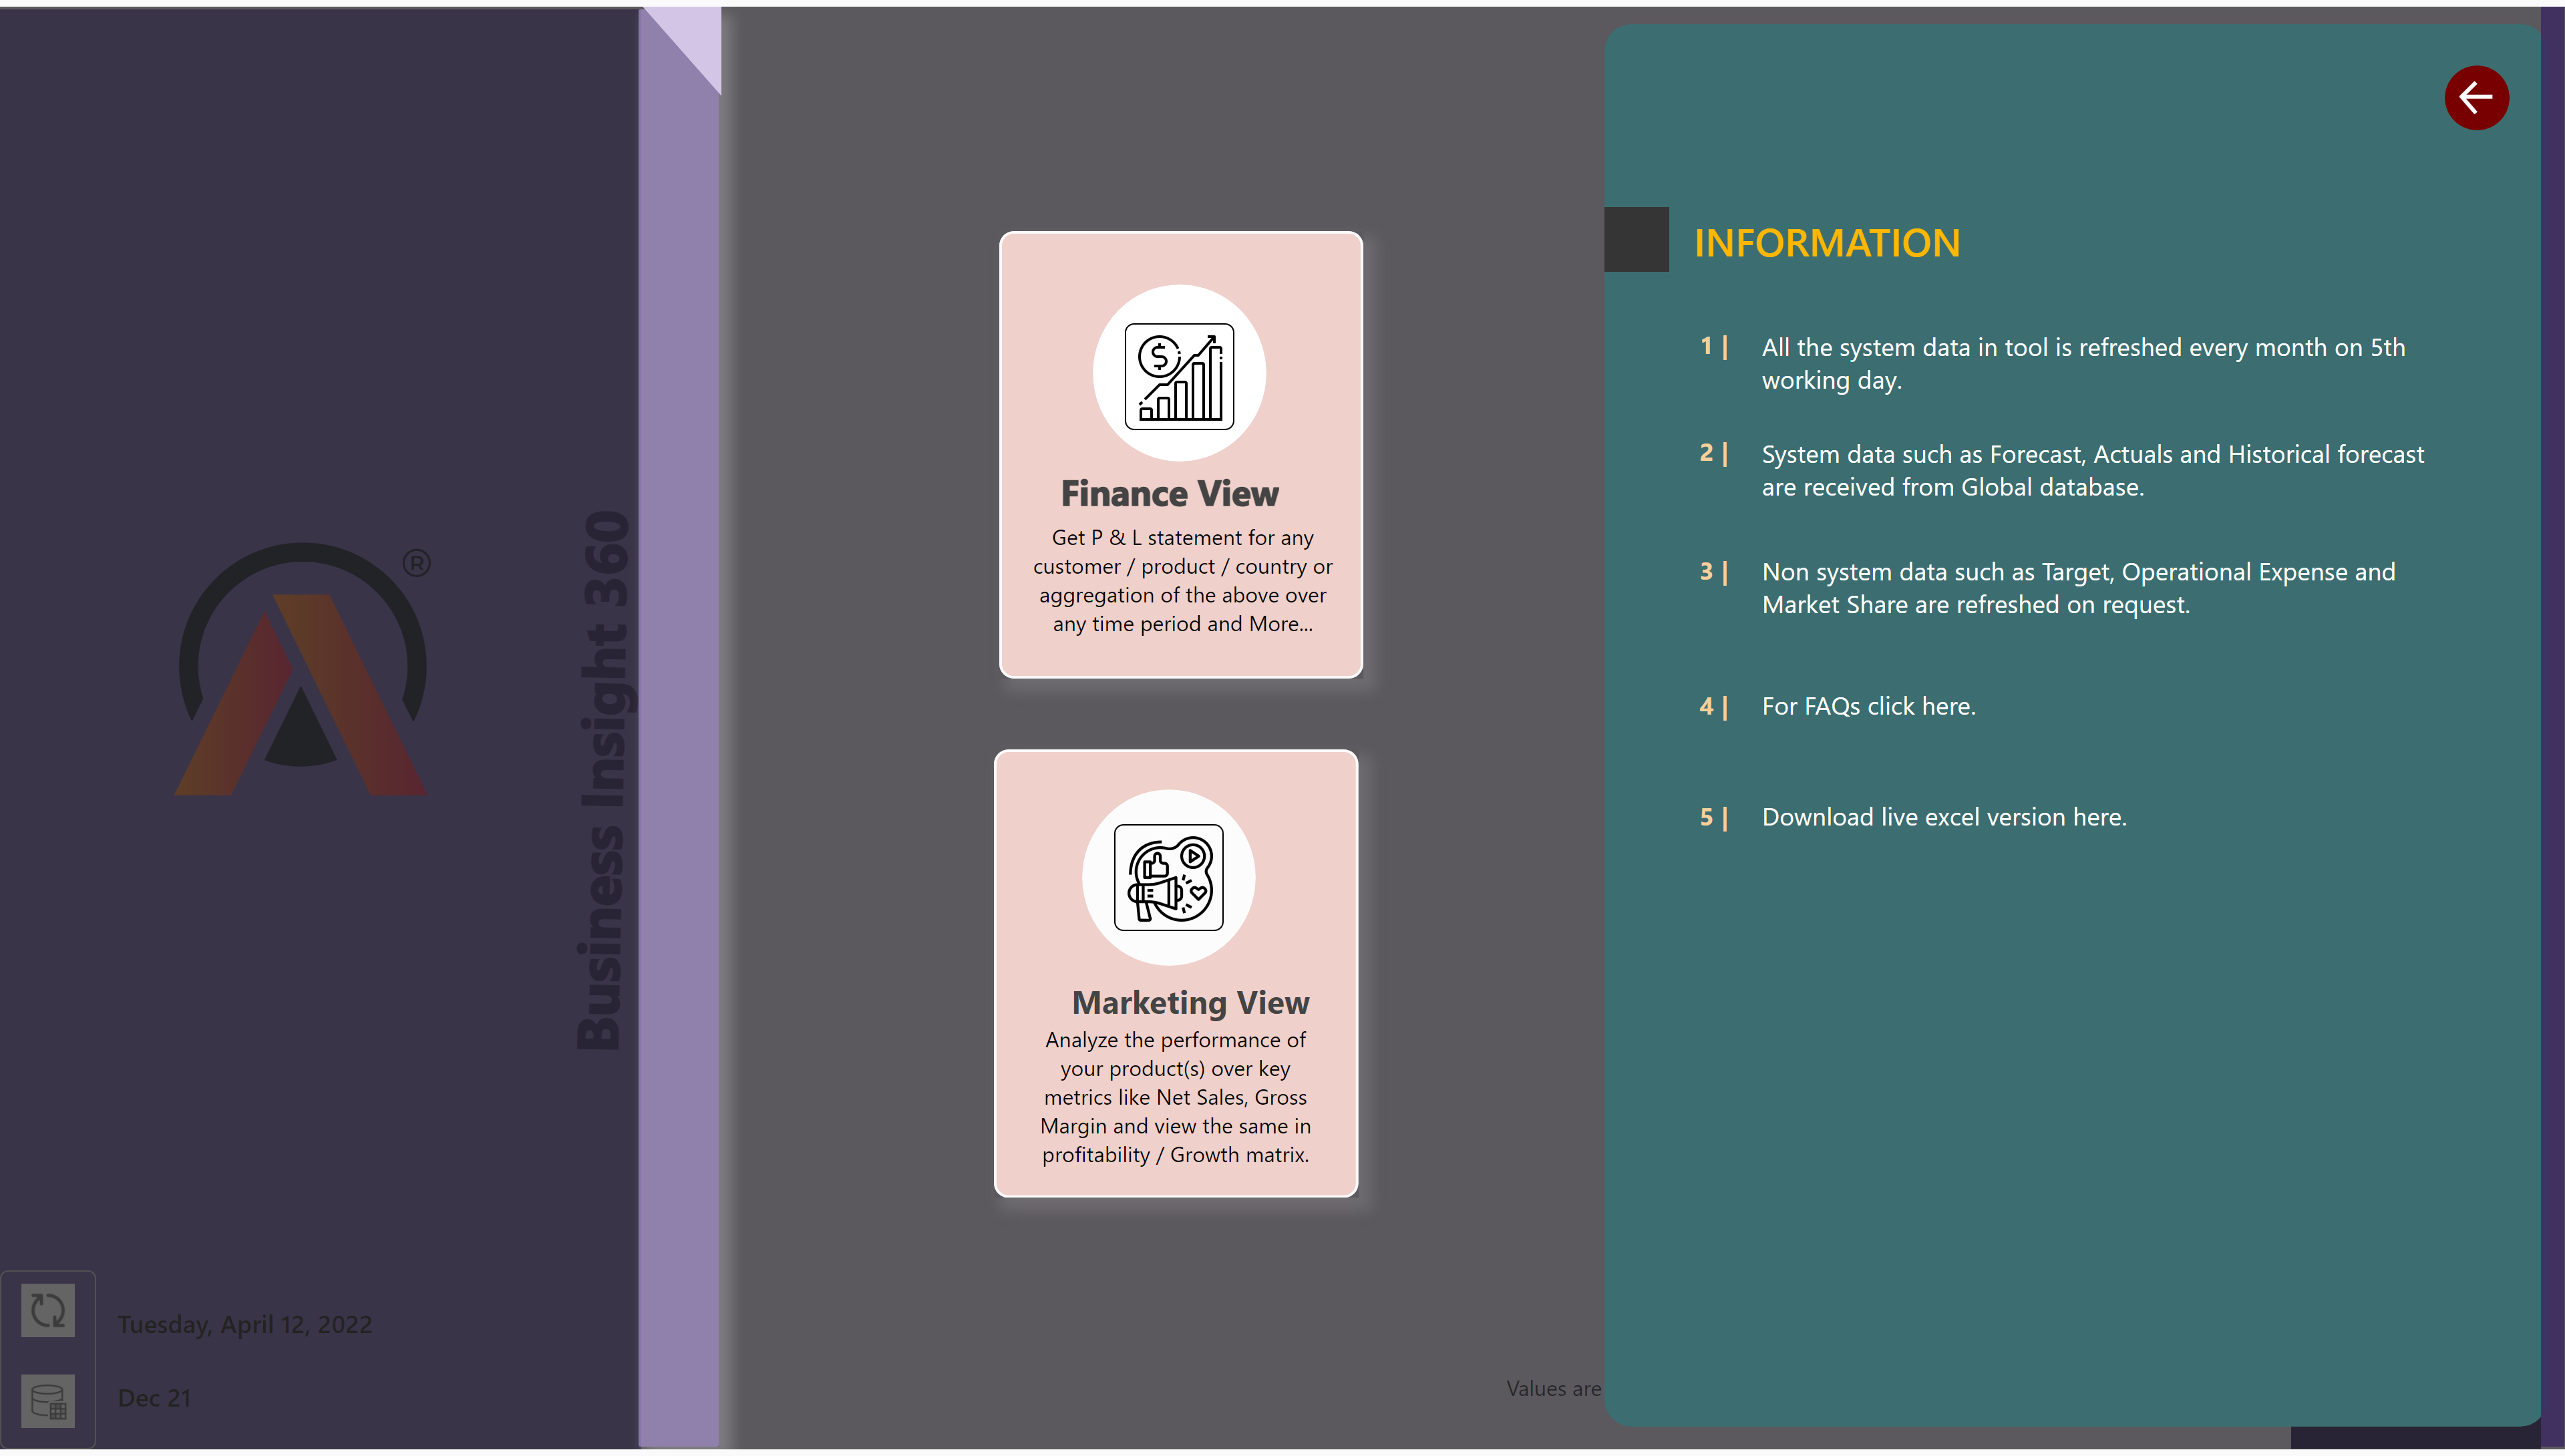 Business Insight 360
®
Tuesday, April 12, 2022
Dec 21
Finance View
Get P & L statement for any
customer / product / country or
aggregation of the above over
any time period and More...
Marketing View
Analyze the performance of
your product(s) over key
metrics like Net Sales, Gross
Margin and view the same in
profitability / Growth matrix.
Values are
INFORMATION
1 | All the system data in tool is refreshed every month on 5th
working day.
2 | System data such as Forecast, Actuals and Historical forecast
are received from Global database.
3 | Non system data such as Target, Operational Expense and
Market Share are refreshed on request.
4 | For FAQs click here.
5 | Download live excel version here.